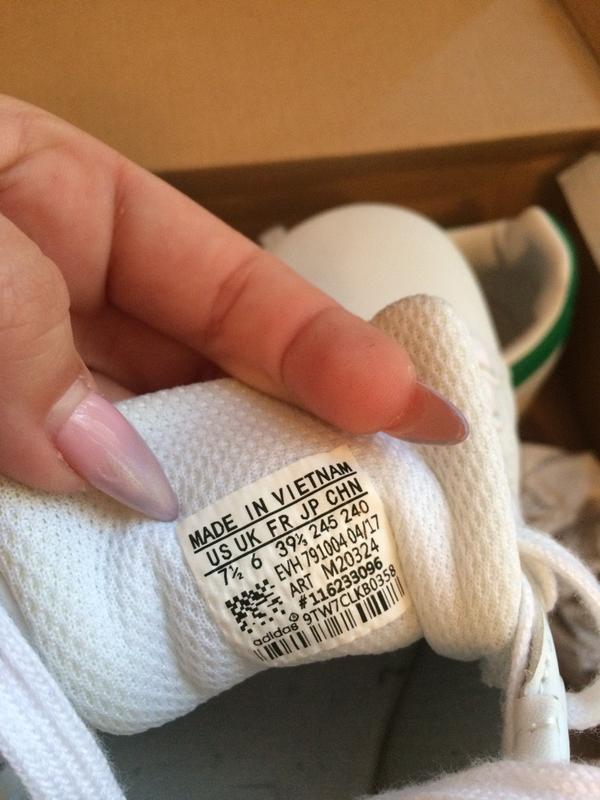 MADE IN VIETNAM
US UK FR JP CHN
7½ 6 39⅓ 245 240
EVH 791004 04/17
ART M20324
#116233096
adidas® 9TW7CLKB0358